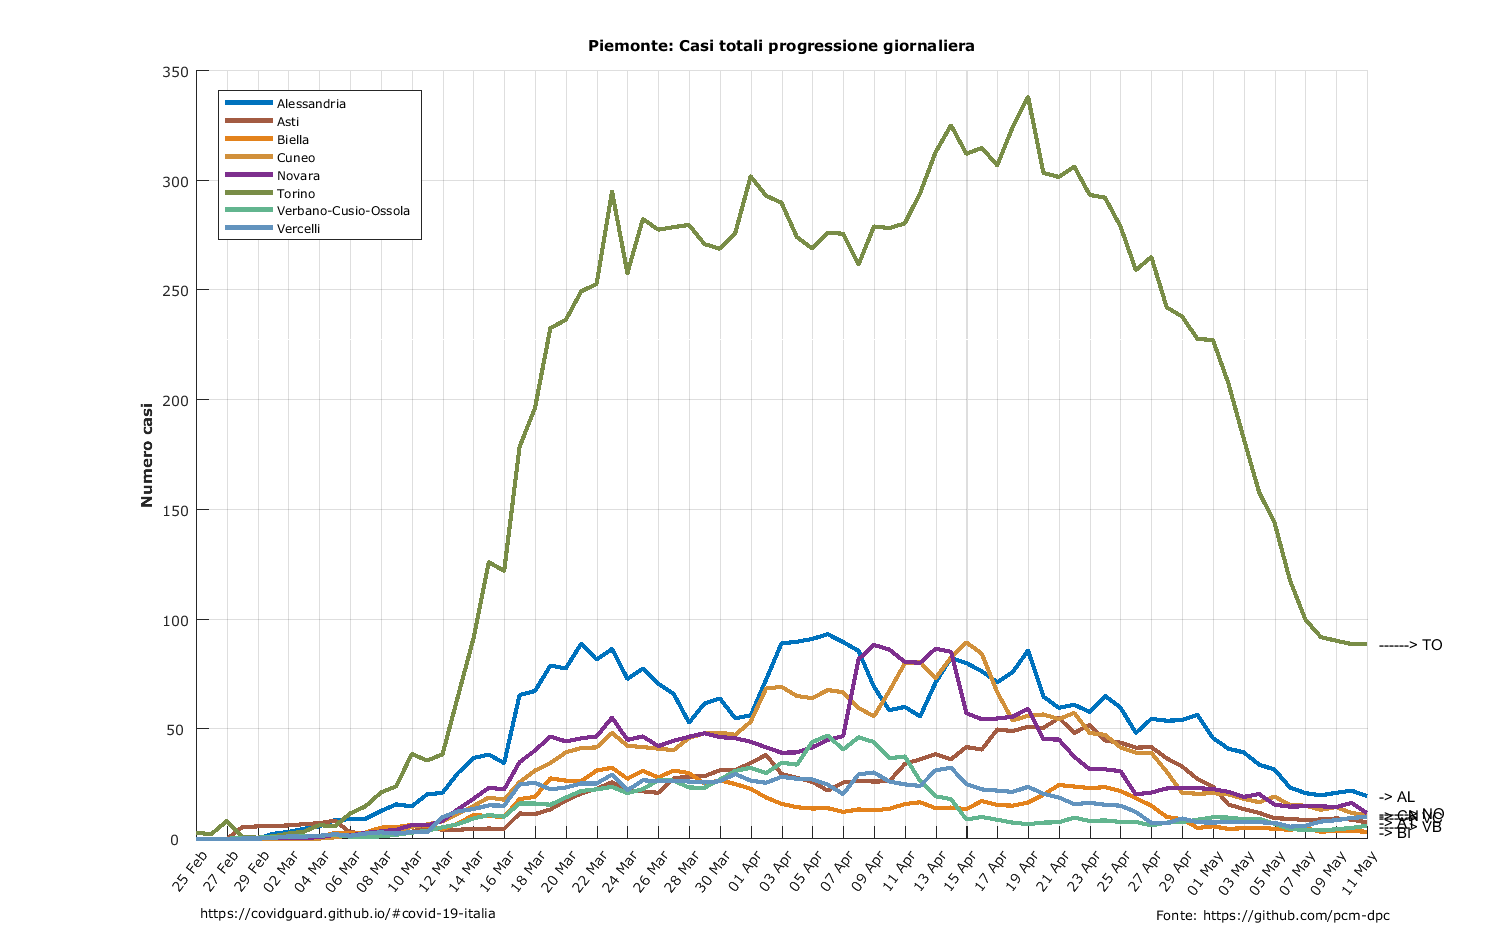 Piemonte: Casi totali progressione giornaliera
350
300
250
200
150
100
50
0
Numero casi
Alessandria
Asti
Biella
Cuneo
Novara
Torino
Verbano-Cusio-Ossola
Vercelli
------> TO
-> AL
NO
-> AT
VB
-> BI
25 Feb
27 Feb
29 Feb
02 Mar
04 Mar
06 Mar
08 Mar
10 Mar
12 Mar
14 Mar
16 Mar
18 Mar
20 Mar
22 Mar
24 Mar
26 Mar
28 Mar
30 Mar
01 Apr
03 Apr
05 Apr
07 Apr
09 Apr
11 Apr
13 Apr
15 Apr
17 Apr
19 Apr
21 Apr
23 Apr
25 Apr
27 Apr
29 Apr
01 May
03 May
05 May
07 May
09 May
11 May
https://covidguard.github.io/#covid-19-italia
Fonte: https://github.com/pcm-dpc